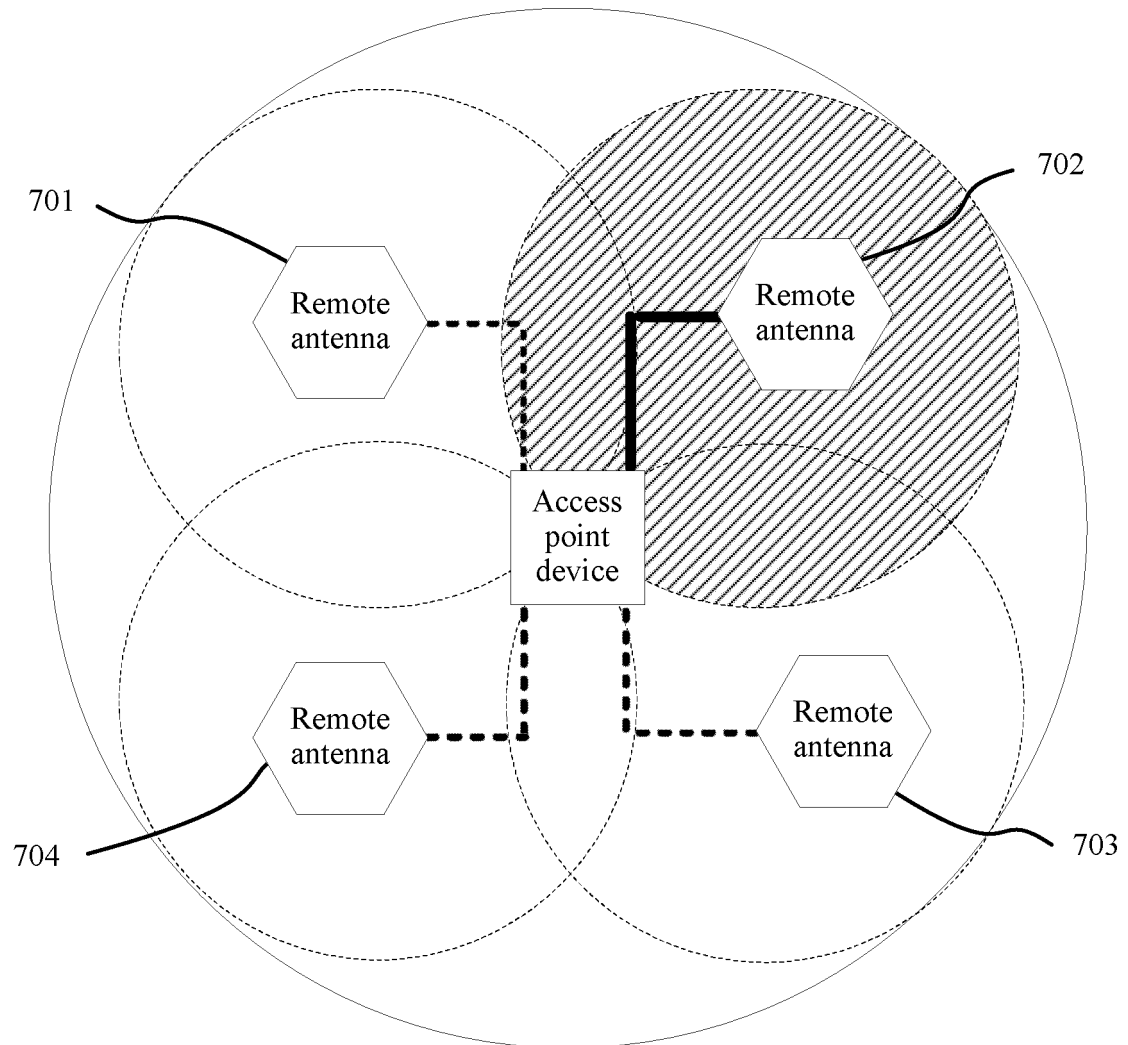 702
701
Remote
antenna
Remote
antenna
Access
point
device
Remote
antenna
Remote
antenna
704
703